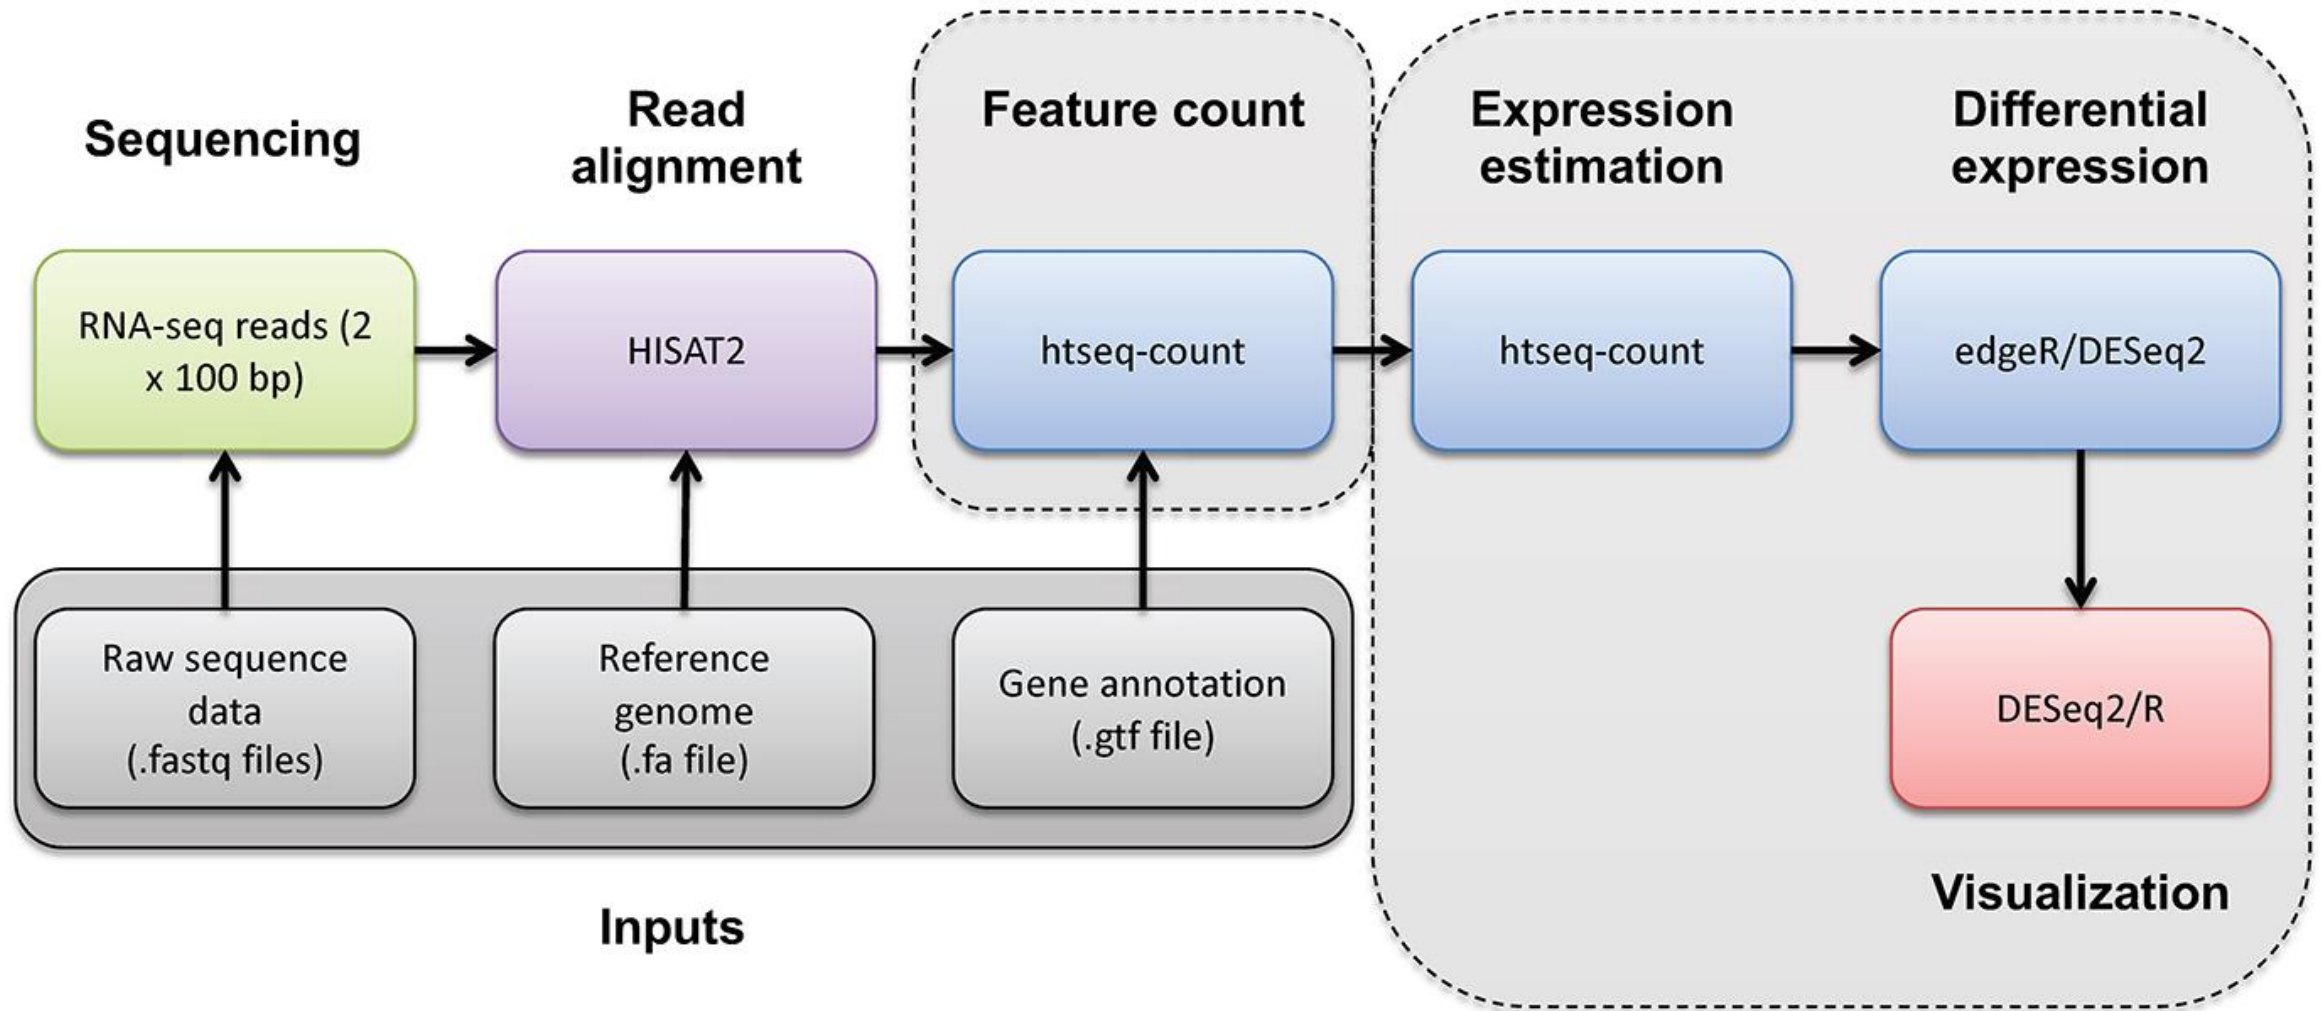 Sequencing
Read
alignment
Feature count
Expression
estimation
Differential
expression
RNA-seq reads (2
x 100 bp)
HISAT2
htseq-count
htseq-count
edgeR/DESeq2
Raw sequence
data
(.fastq files)
Reference
genome
(.fa file)
Gene annotation
(.gtf file)
DESeq2/R
Inputs
Visualization